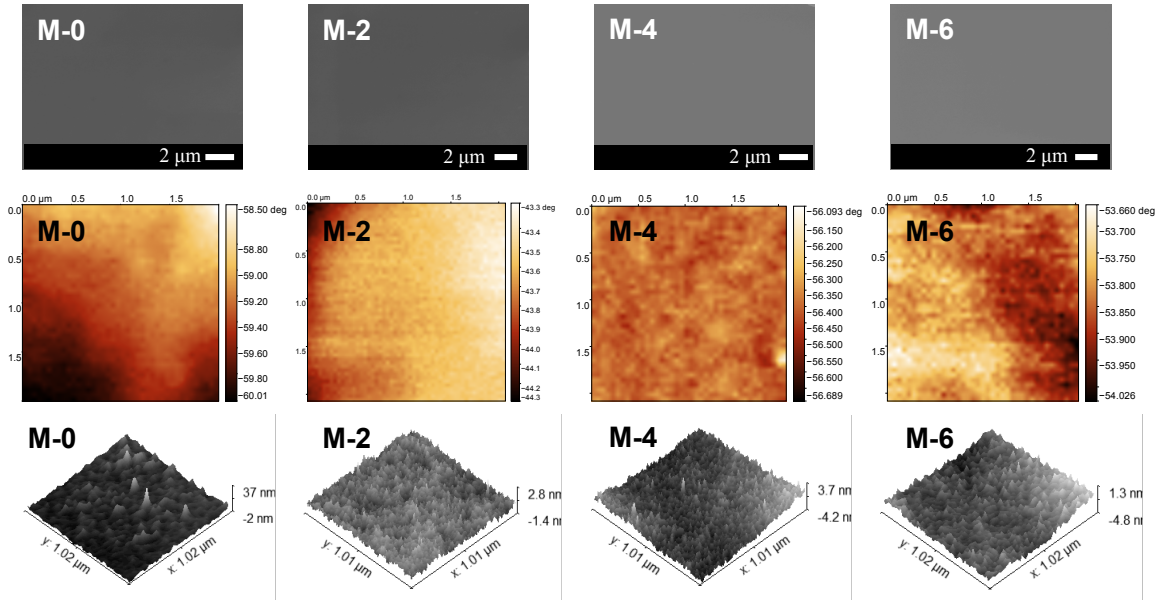 M-0
2 µm
M-2
2 µm
M-4
2 µm
M-6
2 µm
0.0 µm 0.5 1.0 1.5
0.0
0.5
1.0
1.5
M-0
−58.50 deg
−58.80
−59.00
−59.20
−59.40
−59.60
−59.80
−60.01
0.0 µm 0.5 1.0 1.5
0.0
0.5
1.0
1.5
M-2
−43.3 deg
−43.4
−43.5
−43.6
−43.7
−43.8
−43.9
−44.0
−44.1
−44.2
−44.3
0.0 µm 0.5 1.0 1.5
0.0
0.5
1.0
1.5
M-4
−56.093 deg
−56.150
−56.200
−56.250
−56.300
−56.350
−56.400
−56.450
−56.500
−56.550
−56.600
−56.689
0.0 µm 0.5 1.0 1.5
0.0
0.5
1.0
1.5
M-6
−53.660 deg
−53.700
−53.750
−53.800
−53.850
−53.900
−53.950
−54.026
M-0
37 nm
-2 nm
y: 1.02 µm
x: 1.02 µm
M-2
2.8 nm
-1.4 nm
y: 1.01 µm
x: 1.01 µm
M-4
3.7 nm
-4.2 nm
y: 1.01 µm
x: 1.01 µm
M-6
1.3 nm
-4.8 nm
y: 1.02 µm
x: 1.02 µm